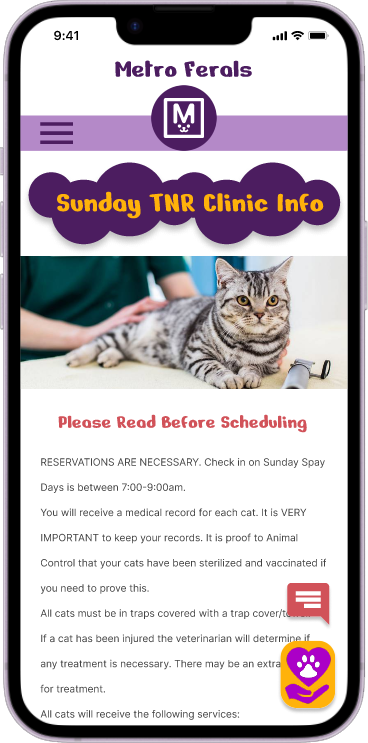 9:41
Metro Ferals
M
Sunday TNR Clinic Info
Please Read Before Scheduling
RESERVATIONS ARE NECESSARY. Check in on Sunday Spay
Days is between 7:00-9:00am.
You will receive a medical record for each cat. It is VERY
IMPORTANT to keep your records. It is proof to Animal
Control that your cats have been sterilized and vaccinated if
you need to prove this.
All cats must be in traps covered with a trap
If a cat has been injured the veterinarian will determine if
any treatment is necessary. There may be an extra
for treatment.
All cats will receive the following services: